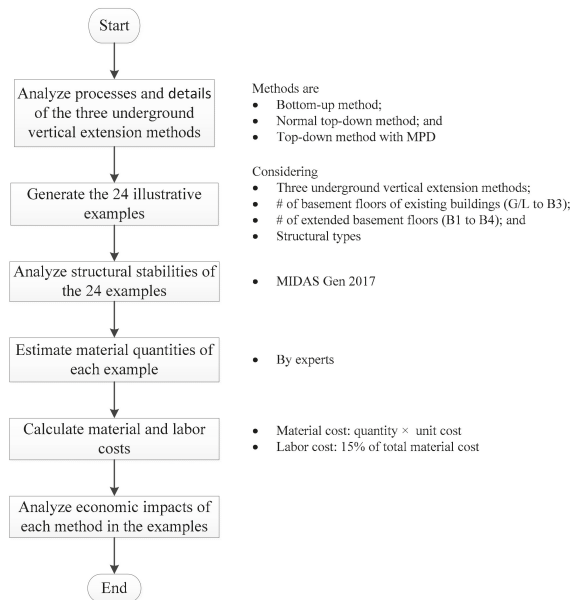 Start
Analyze processes and details
of the three underground
vertical extension methods
Methods are
• Bottom-up method;
• Normal top-down method; and
• Top-down method with MPD
Generate the 24 illustrative
examples
Considering
• Three underground vertical extension methods;
• # of basement floors of existing buildings (G/L to B3);
• # of extended basement floors (B1 to B4); and
• Structural types
Analyze structural stabilities of
the 24 examples
• MIDAS Gen 2017
Estimate material quantities of
each example
• By experts
Calculate material and labor
costs
• Material cost: quantity × unit cost
• Labor cost: 15% of total material cost
Analyze economic impacts of
each method in the examples
End